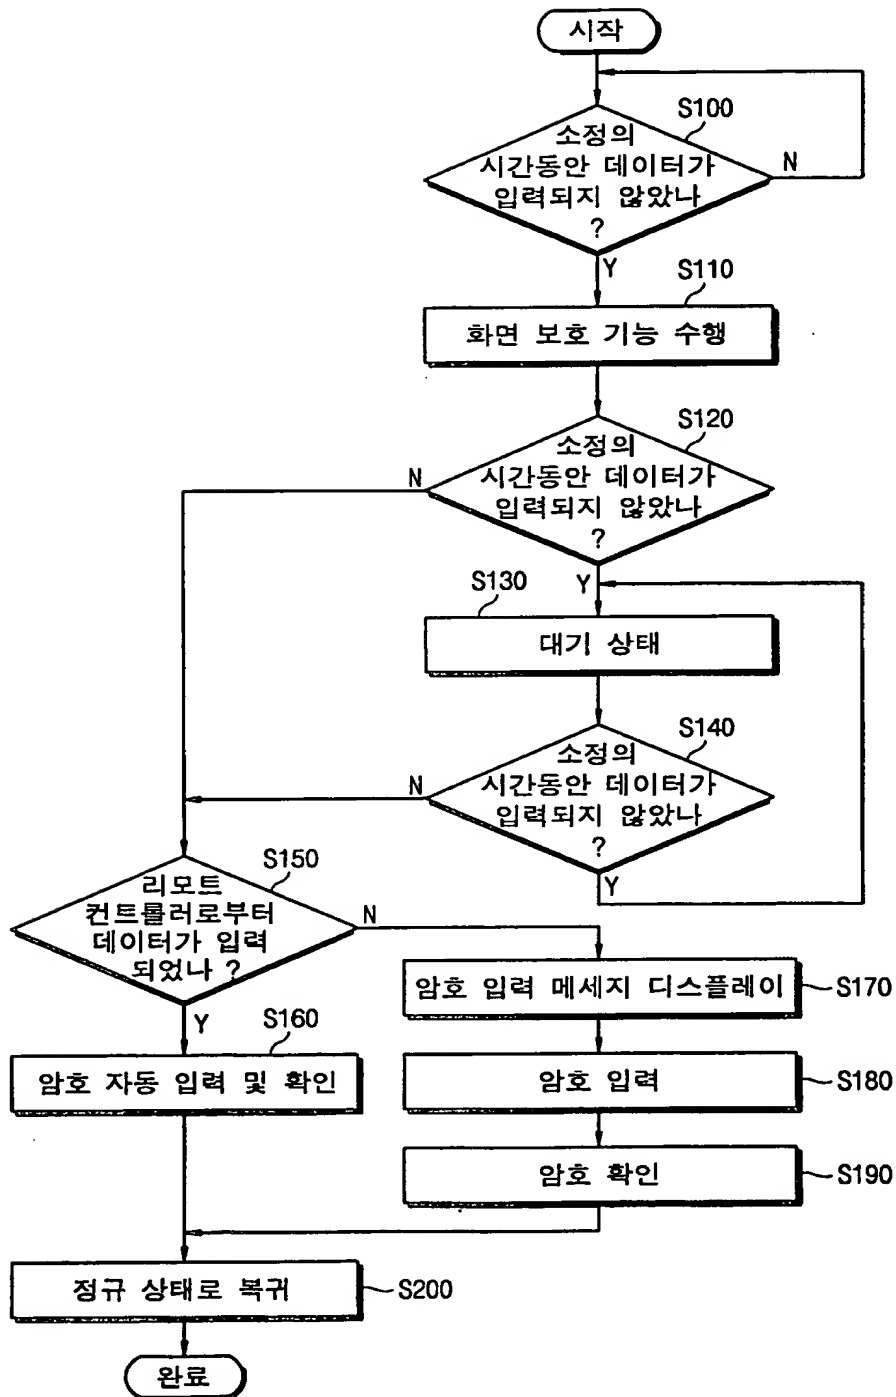 시작
S100
소정의
시간동안 데이터가
입력되지 않았나
?
N
Y
S110
화면 보호 기능 수행
S120
소정의
시간동안 데이터가
입력되지 않았나
?
N
Y
S130
대기 상태
S140
소정의
시간동안 데이터가
입력되지 않았나
?
N
Y
S150
리모트
컨트롤러로부터
데이터가 입력
되었나 ?
N
Y
S160
암호 자동 입력 및 확인
암호 입력 메세지 디스플레이
S170
암호 입력
S180
암호 확인
S190
정규 상태로 복귀
S200
완료